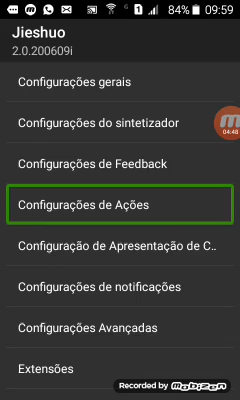 84% 09:59
Jieshuo
2.0.200609i
Configurações gerais
Configurações do sintetizador
04:48
Configurações de Feedback
Configurações de Ações
Configuração de Apresentação de C..
Configurações de notificações
Configurações Avançadas
Extensões
Recorded by mobizen